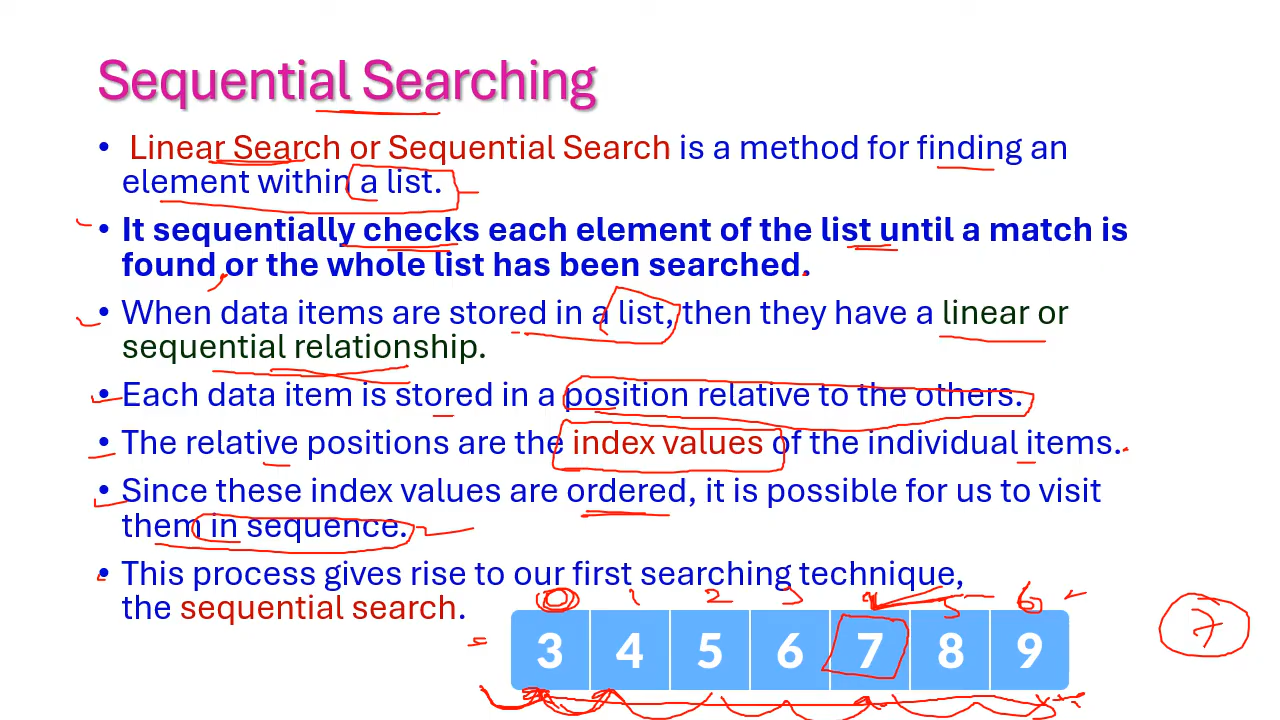 Sequential Searching
• Linear Search or Sequential Search is a method for finding an
element within a list.
• It sequentially checks each element of the list until a match is
found or the whole list has been searched.
• When data items are stored in a list, then they have a linear or
sequential relationship.
• Each data item is stored in a position relative to the others.
• The relative positions are the index values of the individual items.
• Since these index values are ordered, it is possible for us to visit
them in sequence.
• This process gives rise to our first searching technique,
the sequential search.
0 1 2 3 4 5 6
3 4 5 6 7 8 9
7